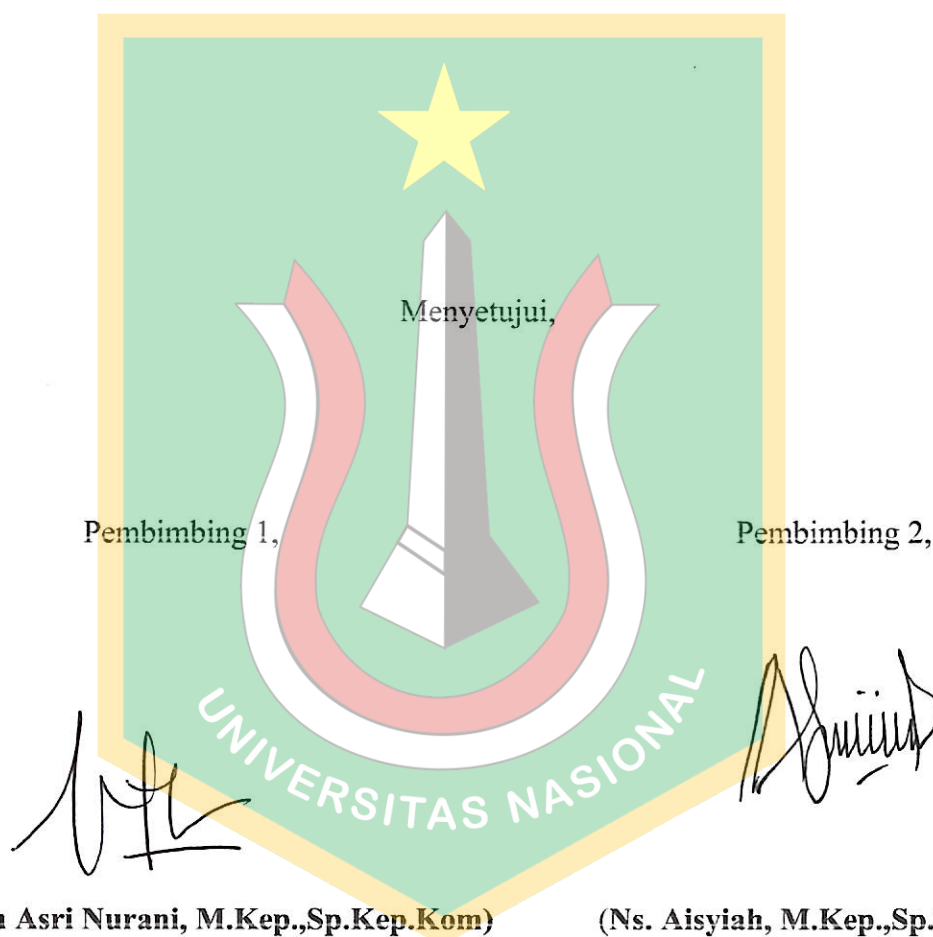 Menyetujui,
Pembimbing 1,
Pembimbing 2,
UNIVERSITAS NASIONAL
Asri Nurani, M.Kep.,Sp.Kep.Kom)
(Ns. Aisyiah, M.Kep.,Sp.